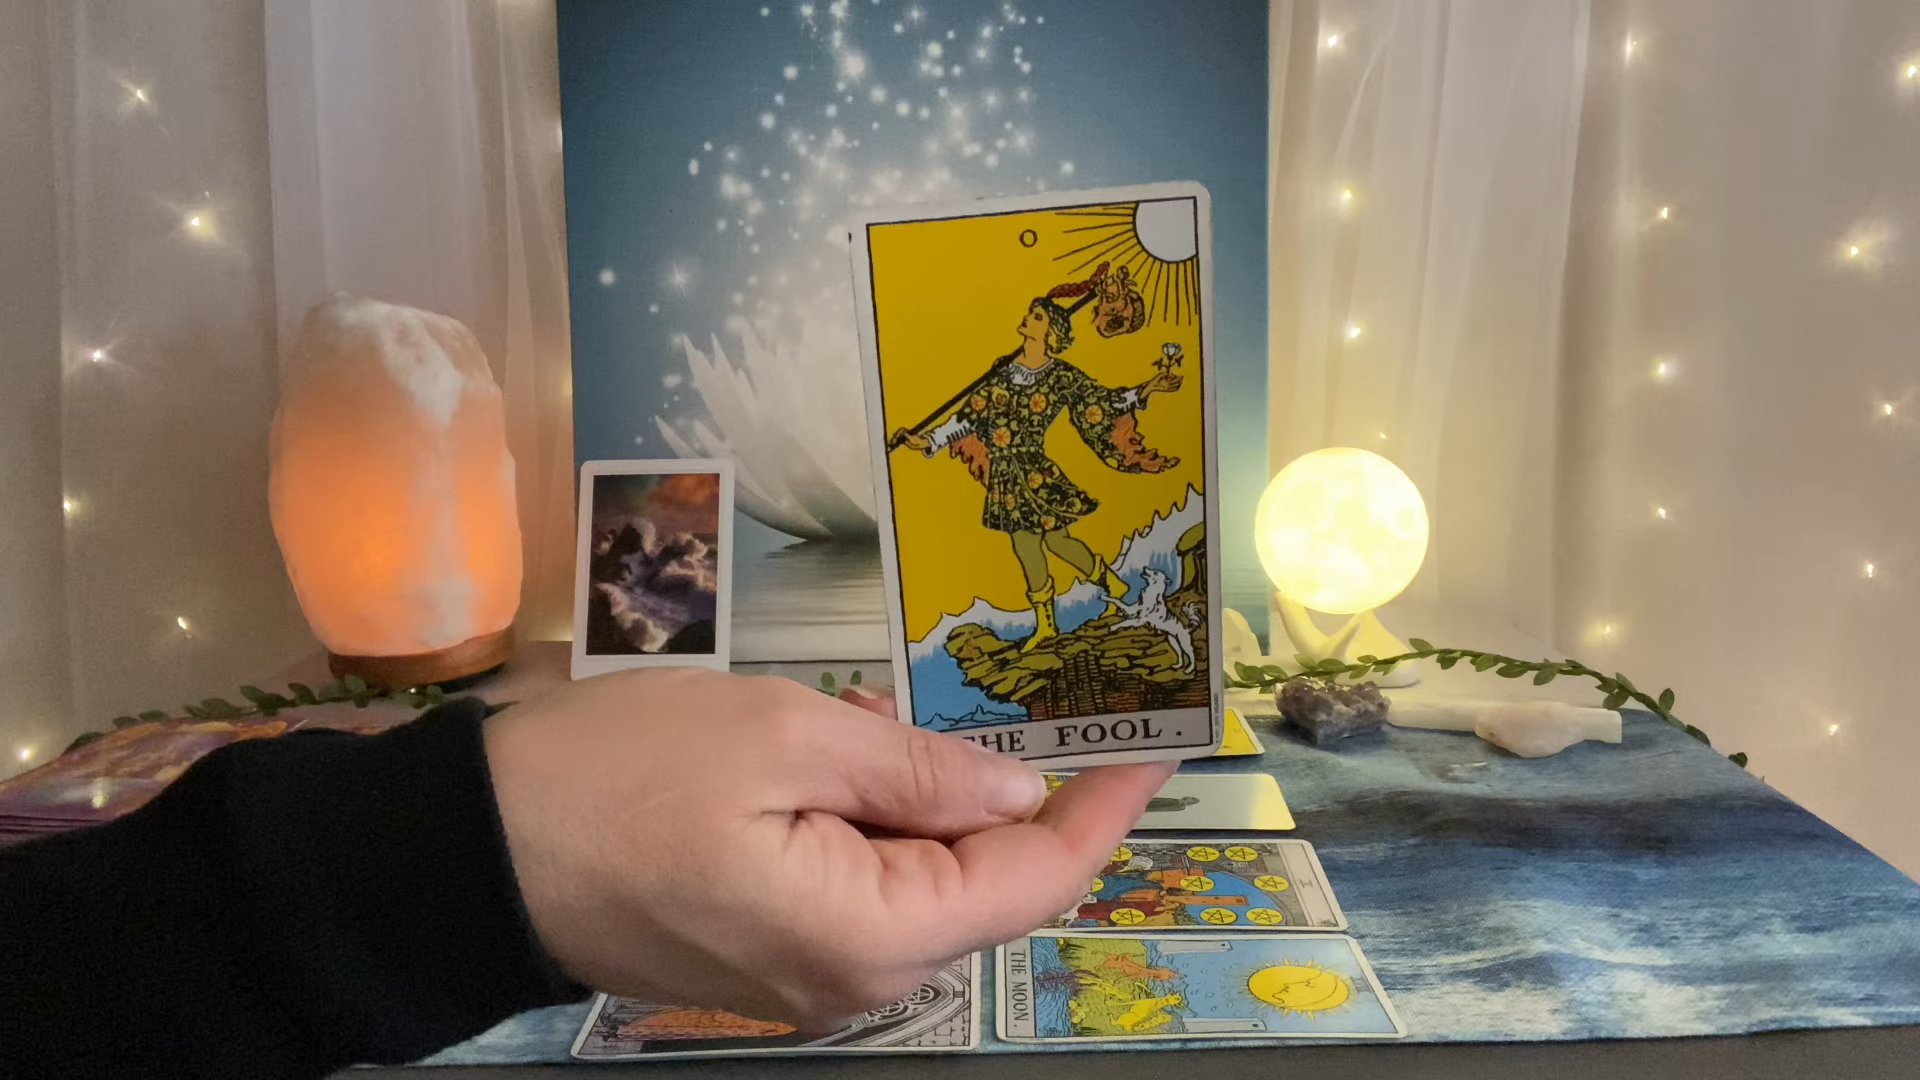 0
THE FOOL.
X
THE MOON.